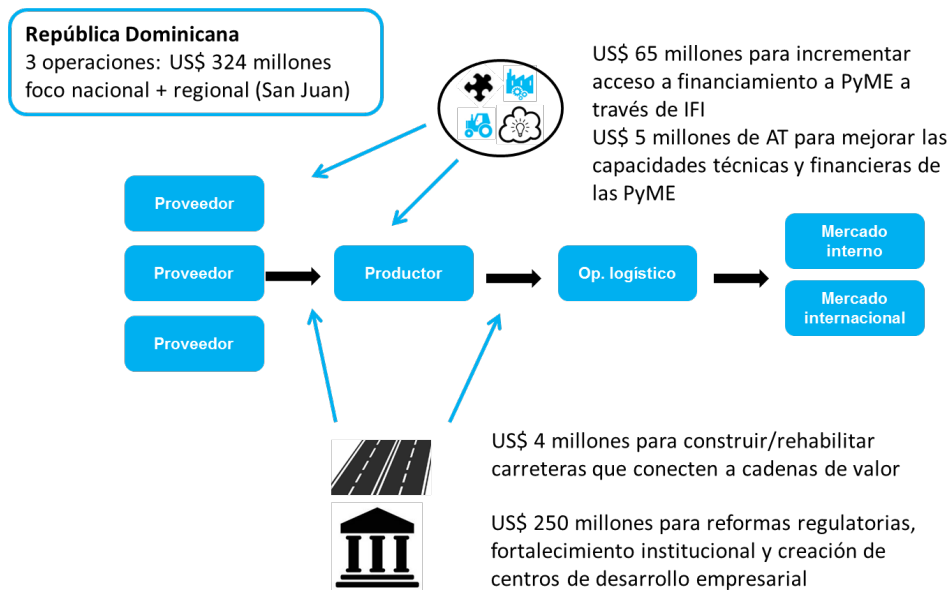 República Dominicana
3 operaciones: US$ 324 millones
foco nacional + regional (San Juan)
US$ 65 millones para incrementar
acceso a financiamiento a PyME a
través de IFI
US$ 5 millones de AT para mejorar las
capacidades técnicas y financieras de
las PyME
Proveedor
Proveedor
Proveedor
Productor
Op. logístico
Mercado
interno
Mercado
internacional
US$ 4 millones para construir/rehabilitar
carreteras que conecten a cadenas de valor
US$ 250 millones para reformas regulatorias,
fortalecimiento institucional y creación de
centros de desarrollo empresarial